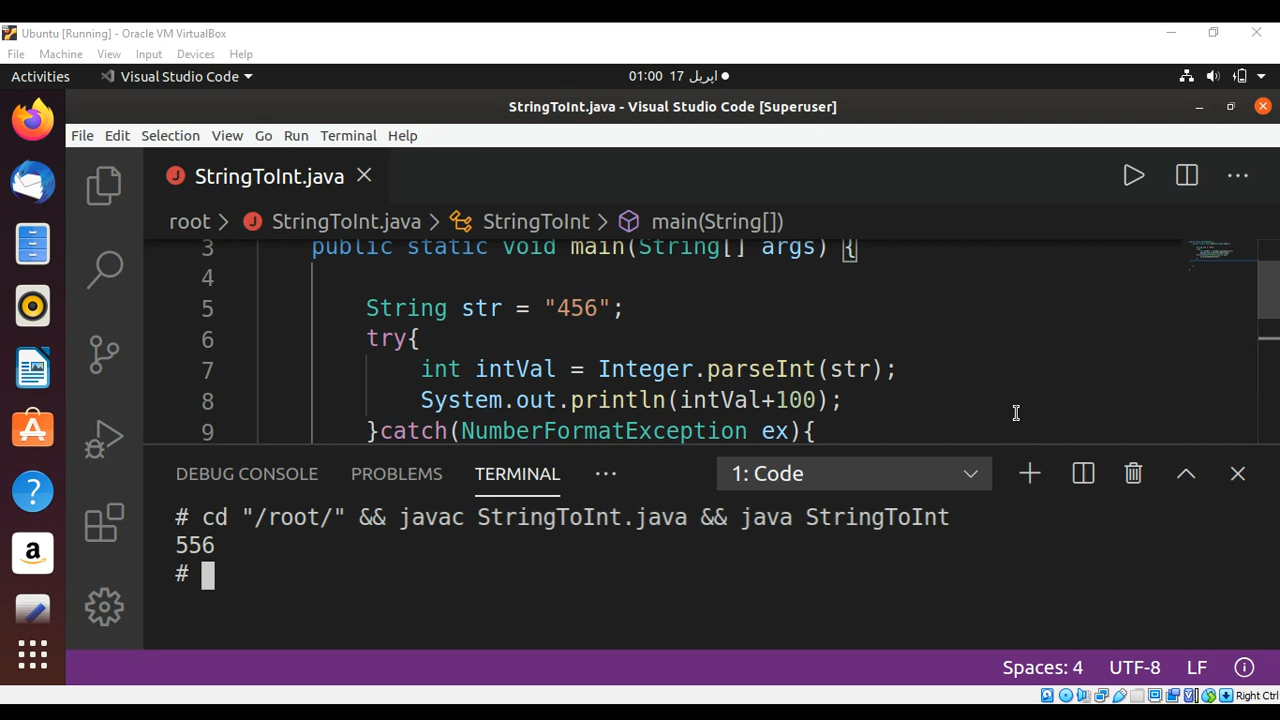 Ubuntu [Running] - Oracle VM VirtualBox
File Machine View Input Devices Help
Activities Visual Studio Code 01:00 17 اپریل
StringToInt.java - Visual Studio Code [Superuser]
File Edit Selection View Go Run Terminal Help
StringToInt.java
root > StringToInt.java > StringToInt > main(String[])
3 public static void main(String[] args) {
4
5 String str = "456";
6 try{
7 int intVal = Integer.parseInt(str);
8 System.out.println(intVal+100);
9 }catch(NumberFormatException ex){
DEBUG CONSOLE PROBLEMS TERMINAL ... 1: Code
# cd "/root/" && javac StringToInt.java && java StringToInt
556
#
Spaces: 4 UTF-8 LF
Right Ctrl